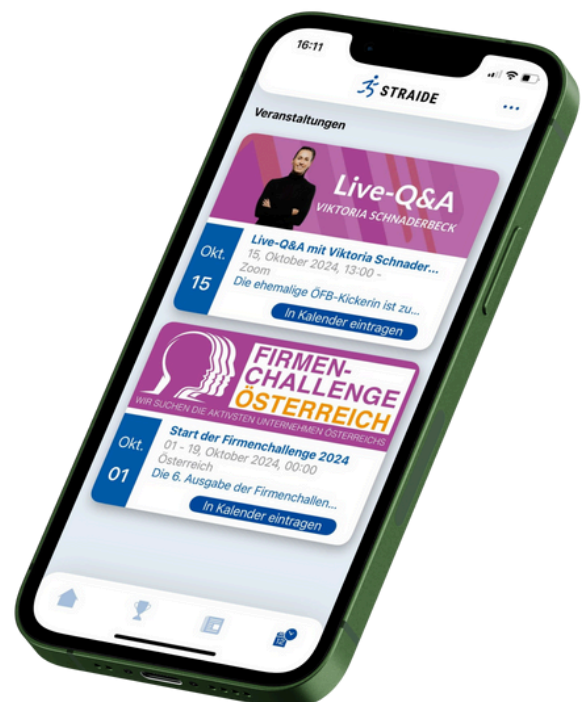 16:11
STRAIDE
Veranstaltungen
Live-Q&A
VIKTORIA SCHNADERBECK
Okt.
15
Live-Q&A mit Viktoria Schnader...
15, Oktober 2024, 13:00 -
Zoom
Die ehemalige ÖFB-Kickerin ist zu...
In Kalender eintragen
FIRMEN-
CHALLENGE
ÖSTERREICH
WIR SUCHEN DIE AKTIVSTEN UNTERNEHMEN ÖSTERREICHS
Okt.
01
Start der Firmenchallenge 2024
01 - 19, Oktober 2024, 00:00
Österreich
Die 6. Ausgabe der Firmenchallen...
In Kalender eintragen
12